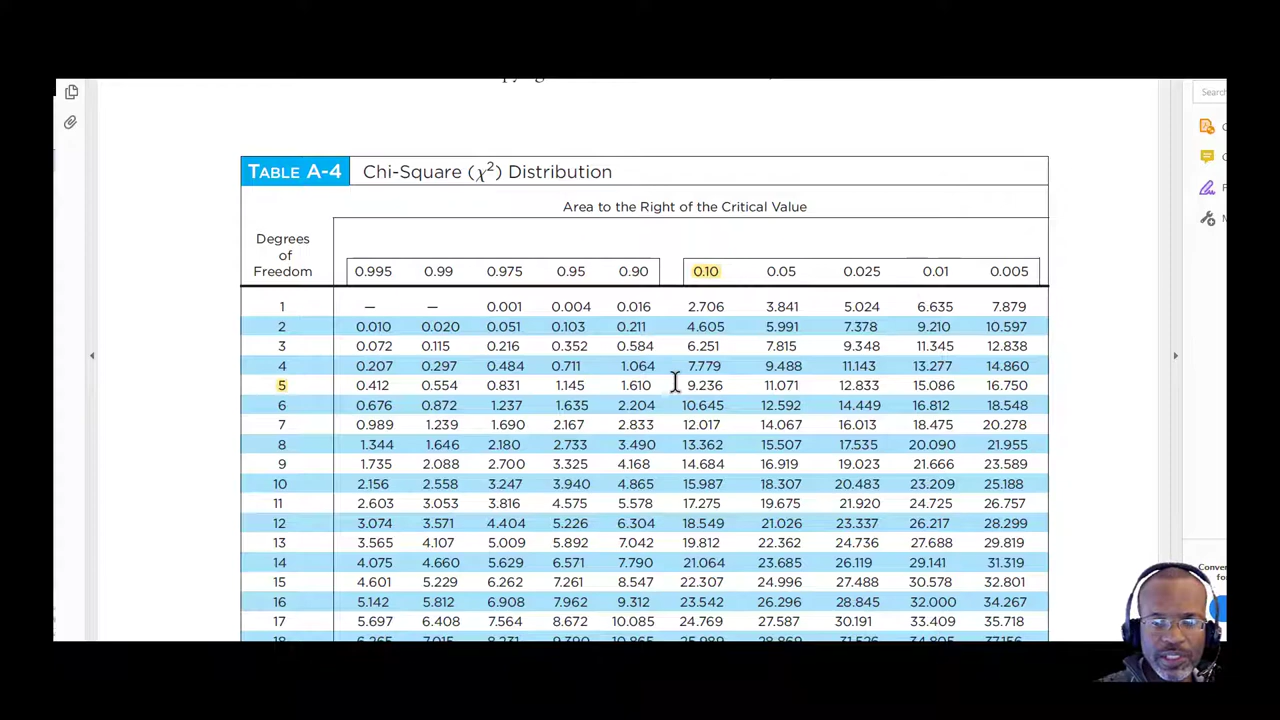 Search
TABLE A-4 Chi-Square (χ²) Distribution
Area to the Right of the Critical Value
Degrees
of
Freedom 0.995 0.99 0.975 0.95 0.90 0.10 0.05 0.025 0.01 0.005
1 — — 0.001 0.004 0.016 2.706 3.841 5.024 6.635 7.879
2 0.010 0.020 0.051 0.103 0.211 4.605 5.991 7.378 9.210 10.597
3 0.072 0.115 0.216 0.352 0.584 6.251 7.815 9.348 11.345 12.838
4 0.207 0.297 0.484 0.711 1.064 7.779 9.488 11.143 13.277 14.860
5 0.412 0.554 0.831 1.145 1.610 9.236 11.071 12.833 15.086 16.750
6 0.676 0.872 1.237 1.635 2.204 10.645 12.592 14.449 16.812 18.548
7 0.989 1.239 1.690 2.167 2.833 12.017 14.067 16.013 18.475 20.278
8 1.344 1.646 2.180 2.733 3.490 13.362 15.507 17.535 20.090 21.955
9 1.735 2.088 2.700 3.325 4.168 14.684 16.919 19.023 21.666 23.589
10 2.156 2.558 3.247 3.940 4.865 15.987 18.307 20.483 23.209 25.188
11 2.603 3.053 3.816 4.575 5.578 17.275 19.675 21.920 24.725 26.757
12 3.074 3.571 4.404 5.226 6.304 18.549 21.026 23.337 26.217 28.299
13 3.565 4.107 5.009 5.892 7.042 19.812 22.362 24.736 27.688 29.819
14 4.075 4.660 5.629 6.571 7.790 21.064 23.685 26.119 29.141 31.319
15 4.601 5.229 6.262 7.261 8.547 22.307 24.996 27.488 30.578 32.801
16 5.142 5.812 6.908 7.962 9.312 23.542 26.296 28.845 32.000 34.267
17 5.697 6.408 7.564 8.672 10.085 24.769 27.587 30.191 33.409 35.718